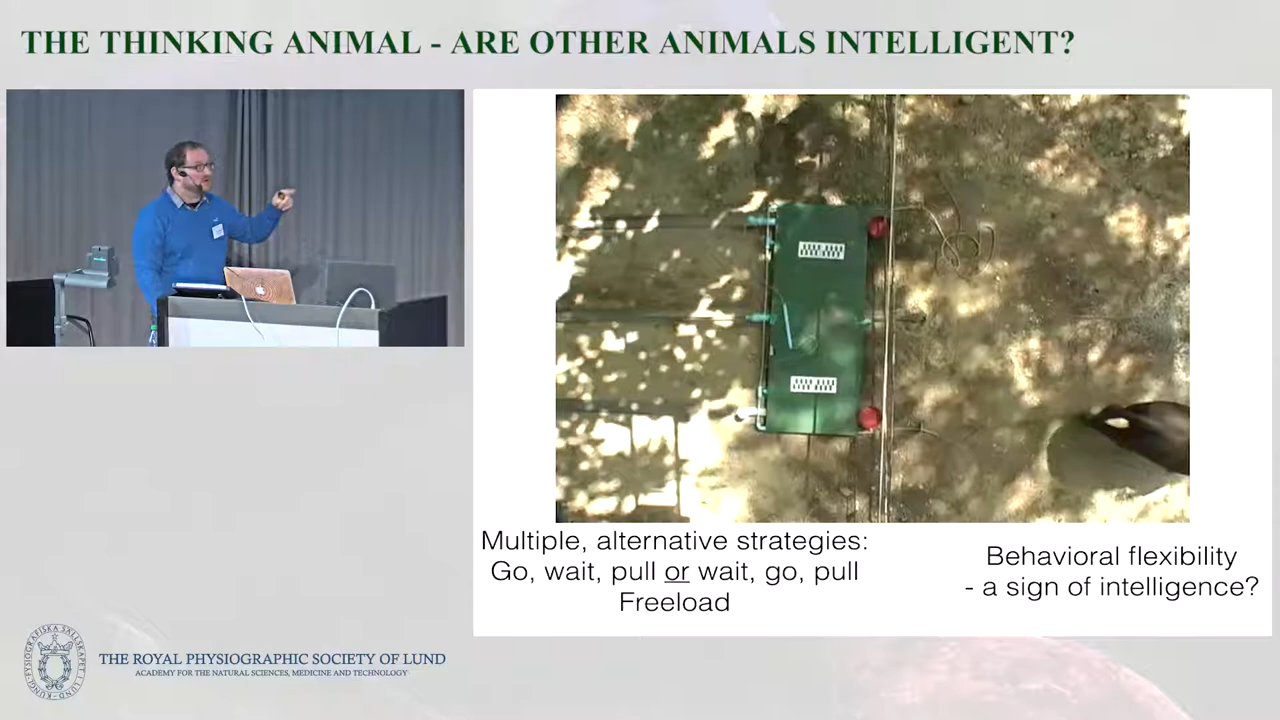 THE THINKING ANIMAL - ARE OTHER ANIMALS INTELLIGENT?
Multiple, alternative strategies:
Go, wait, pull or wait, go, pull
Freeload
Behavioral flexibility
- a sign of intelligence?
THE ROYAL PHYSIOGRAPHIC SOCIETY OF LUND
ACADEMY FOR THE NATURAL SCIENCES, MEDICINE AND TECHNOLOGY